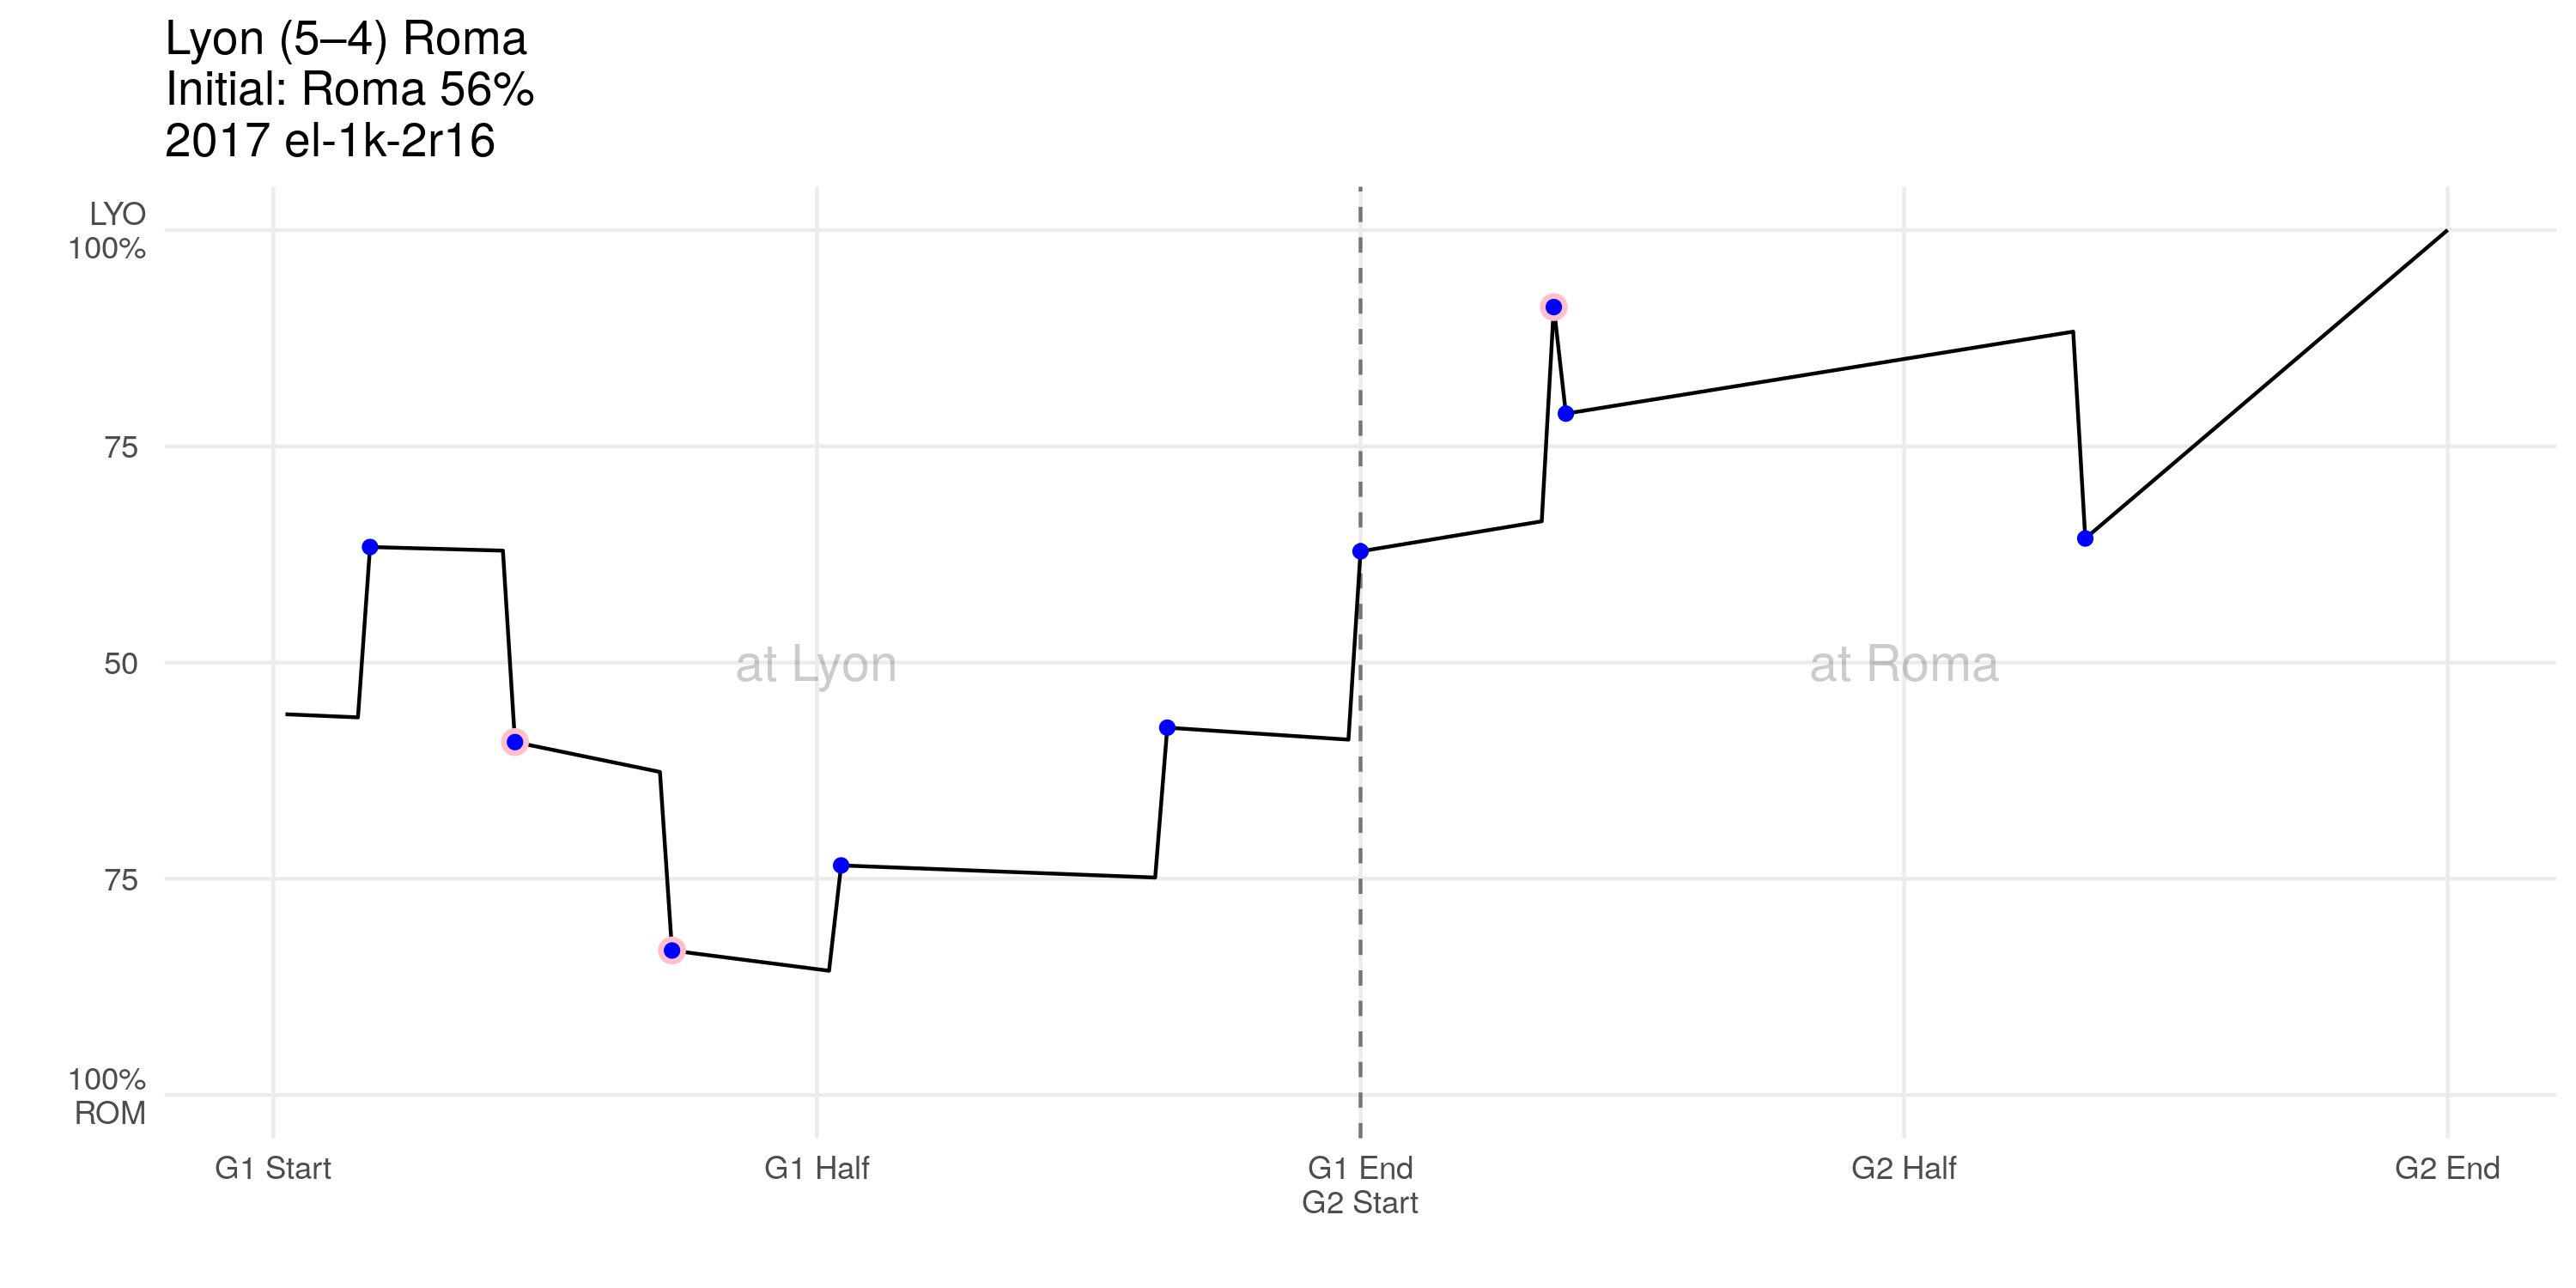 Lyon (5–4) Roma
Initial: Roma 56%
2017 el-1k-2r16
LYO
100%
75
50
75
100%
ROM
at Lyon
at Roma
G1 Start
G1 Half
G1 End
G2 Start
G2 Half
G2 End